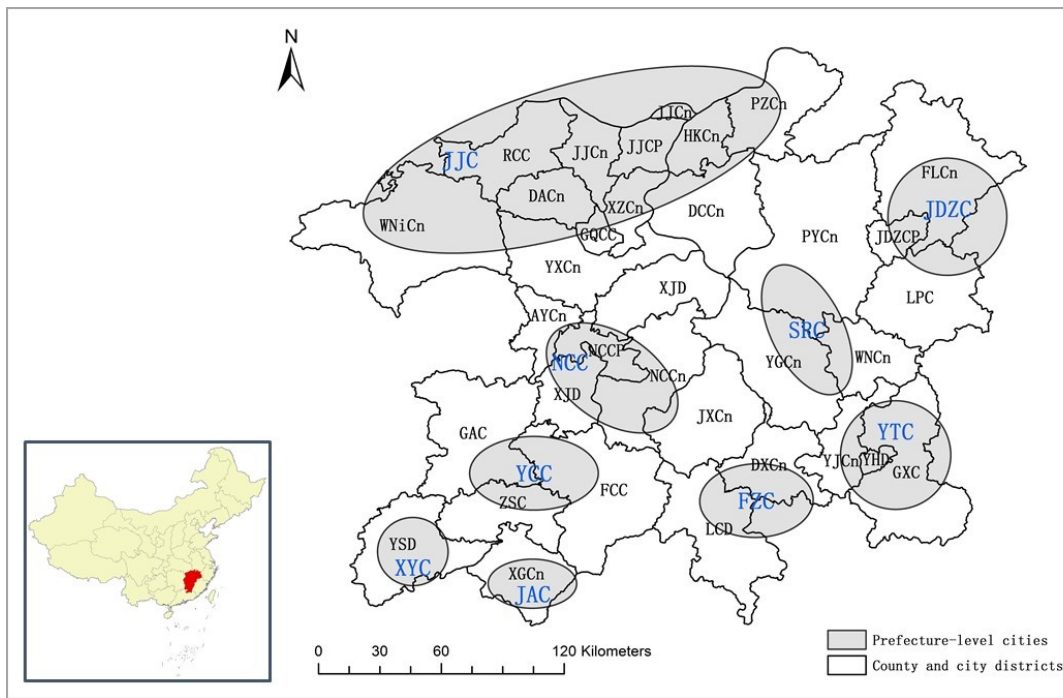 N
JJCn
PZCn
HKCn
RCC
JJCn
JJCP
JJC
FLCn
DACn
XZCn
DCCn
JDZC
WNiCn
GQCC
PYCn
JDZCP
YXCn
XJD
LPC
AYCn
SRC
NCCP
WNCn
NCC
YGCn
NCCn
XJD
JXCn
GAC
YTC
DXCn
YJCn
YHD
GXC
YCC
FCC
ZSC
FZC
LCD
YSD
XYC
XGCn
JAC
0 30 60 120 Kilometers
Prefecture-level cities
County and city districts